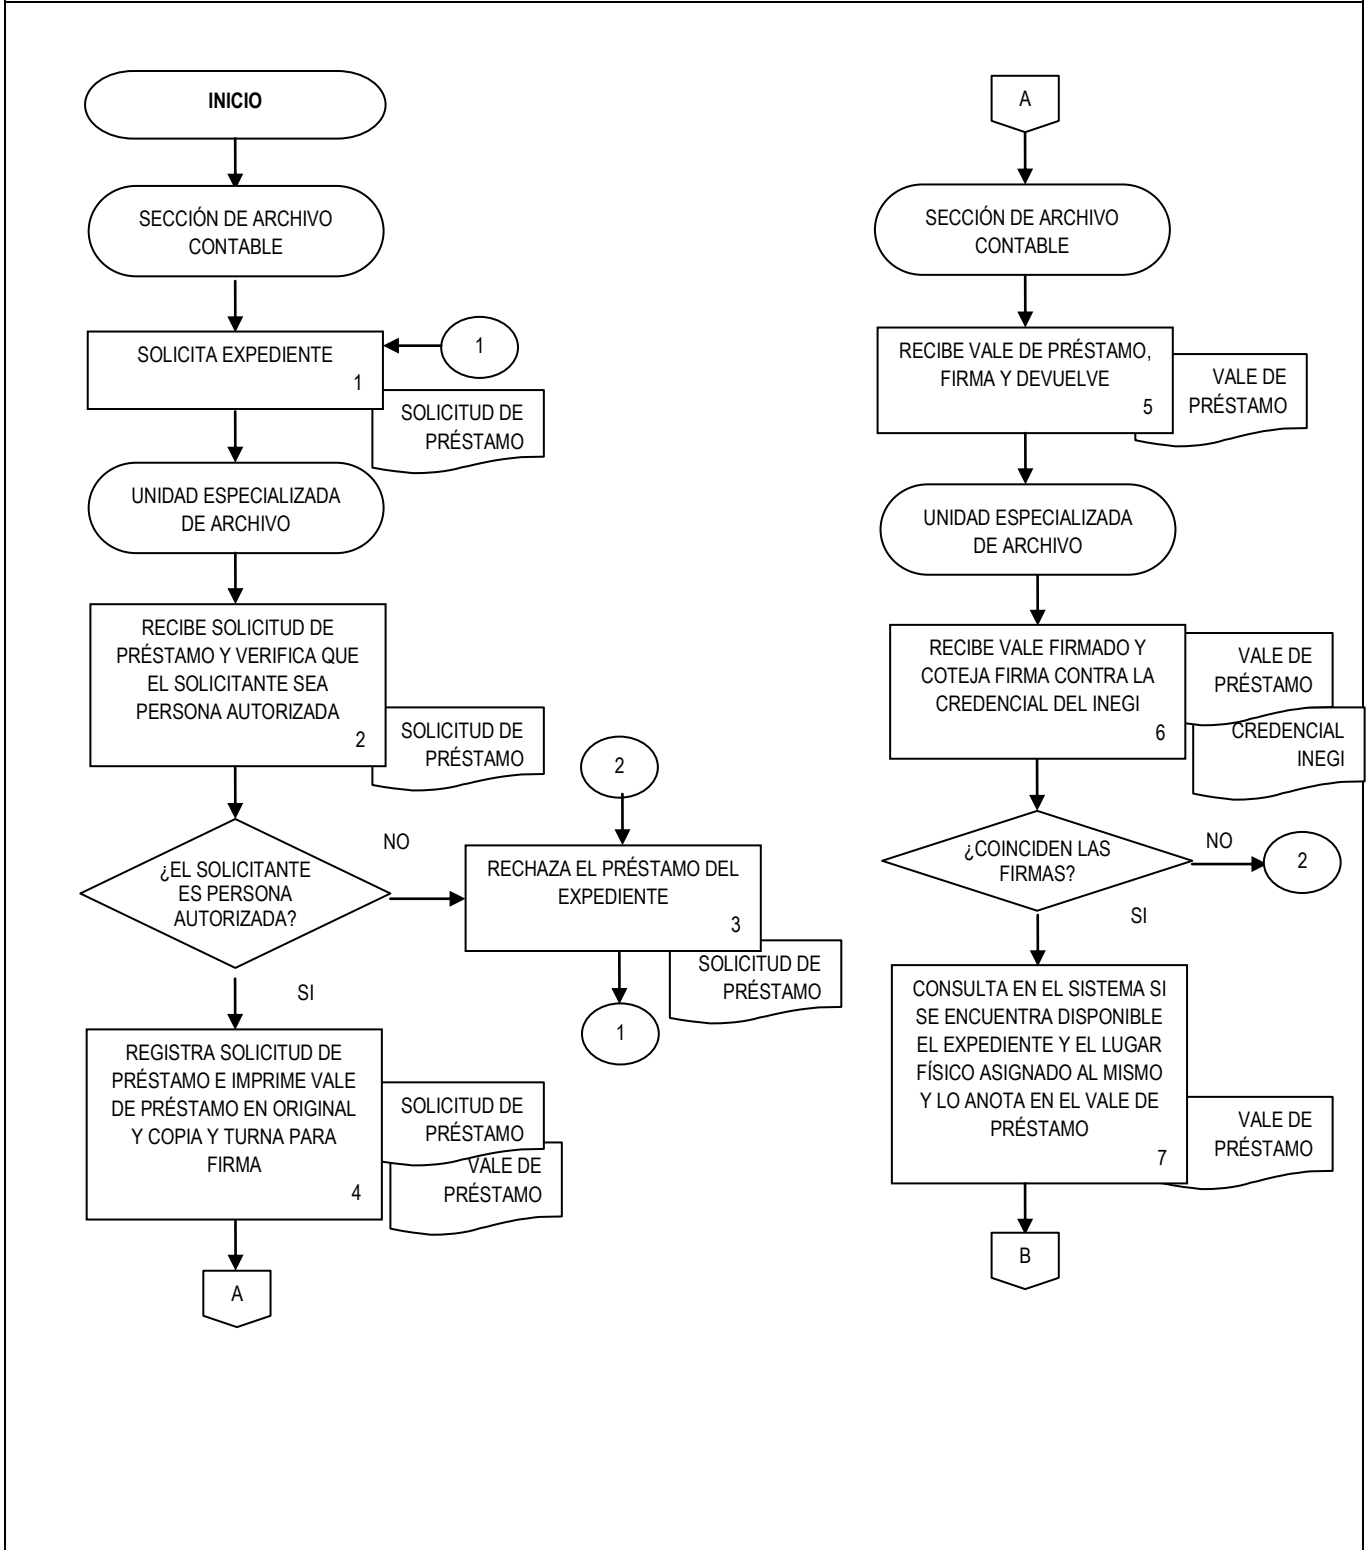 INICIO
SECCIÓN DE ARCHIVO
CONTABLE
SOLICITA EXPEDIENTE
1
1
SOLICITUD DE
PRÉSTAMO
UNIDAD ESPECIALIZADA
DE ARCHIVO
RECIBE SOLICITUD DE
PRÉSTAMO Y VERIFICA QUE
EL SOLICITANTE SEA
PERSONA AUTORIZADA
2
SOLICITUD DE
PRÉSTAMO
¿EL SOLICITANTE
ES PERSONA
AUTORIZADA?
NO
SI
2
RECHAZA EL PRÉSTAMO DEL
EXPEDIENTE
3
SOLICITUD DE
PRÉSTAMO
1
REGISTRA SOLICITUD DE
PRÉSTAMO E IMPRIME VALE
DE PRÉSTAMO EN ORIGINAL
Y COPIA Y TURNA PARA
FIRMA
4
SOLICITUD DE
PRÉSTAMO
VALE DE
PRÉSTAMO
A
A
SECCIÓN DE ARCHIVO
CONTABLE
RECIBE VALE DE PRÉSTAMO,
FIRMA Y DEVUELVE
5
VALE DE
PRÉSTAMO
UNIDAD ESPECIALIZADA
DE ARCHIVO
RECIBE VALE FIRMADO Y
COTEJA FIRMA CONTRA LA
CREDENCIAL DEL INEGI
6
VALE DE
PRÉSTAMO
CREDENCIAL
INEGI
¿COINCIDEN LAS
FIRMAS?
NO
2
SI
CONSULTA EN EL SISTEMA SI
SE ENCUENTRA DISPONIBLE
EL EXPEDIENTE Y EL LUGAR
FÍSICO ASIGNADO AL MISMO
Y LO ANOTA EN EL VALE DE
PRÉSTAMO
7
VALE DE
PRÉSTAMO
B